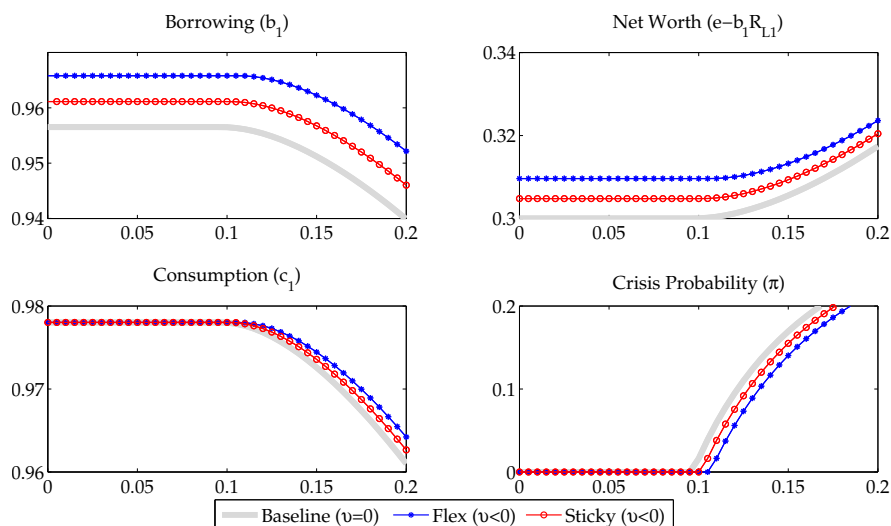 Borrowing (b1)
0.96
0.95
0.94
0 0.05 0.1 0.15 0.2
Net Worth (e−b1RL1)
0.34
0.32
0.3
0 0.05 0.1 0.15 0.2
Consumption (c1)
0.98
0.97
0.96
0 0.05 0.1 0.15 0.2
Crisis Probability (π)
0.2
0.1
0
0 0.05 0.1 0.15 0.2
Baseline (υ=0) Flex (υ<0) Sticky (υ<0)